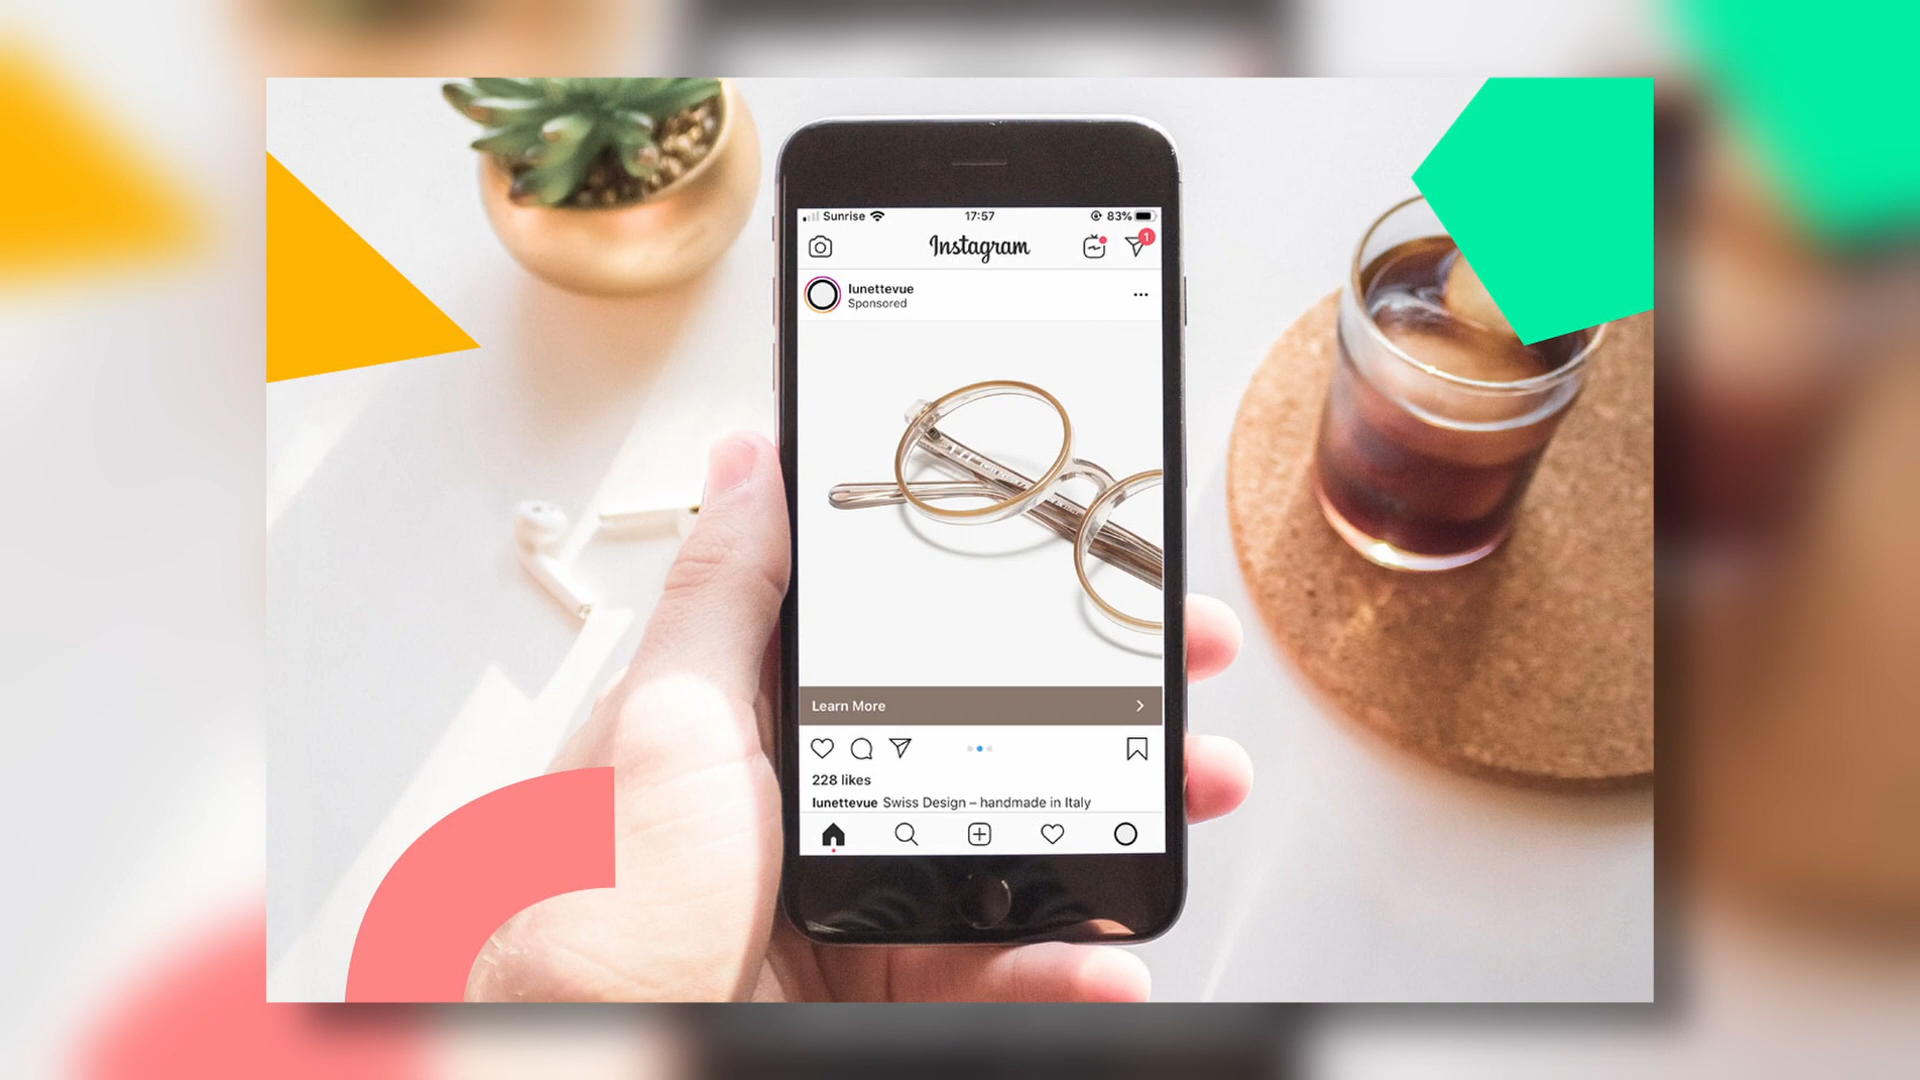 Sunrise 17:57 83%
Instagram
1
lunettevue
Sponsored
Learn More
228 likes
lunettevue Swiss Design – handmade in Italy